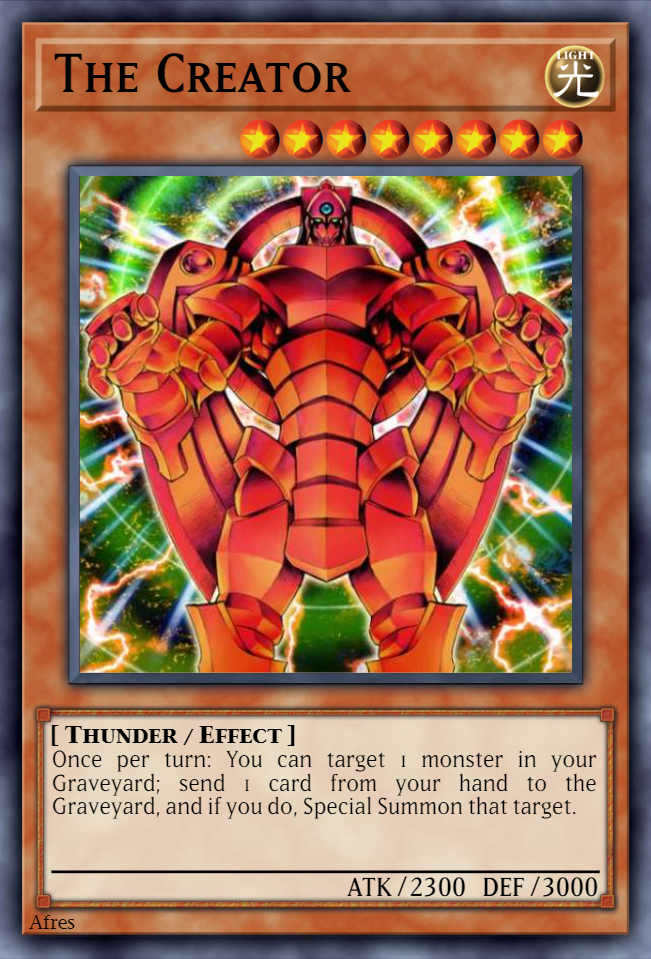 The Creator
LIGHT
光
[ Thunder / Effect ]
Once per turn: You can target 1 monster in your
Graveyard; send 1 card from your hand to the
Graveyard, and if you do, Special Summon that target.
ATK / 2300 DEF / 3000
Afres